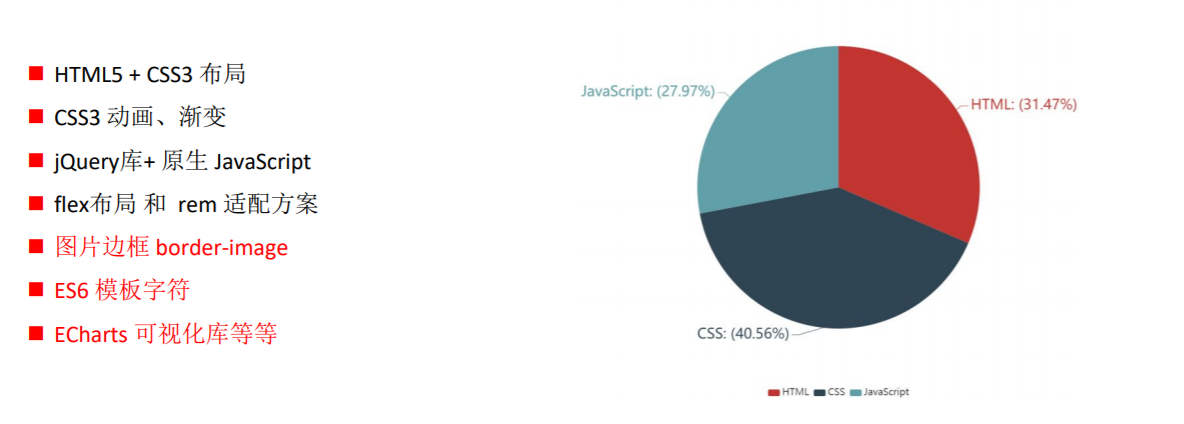 HTML5 + CSS3 布局
CSS3 动画、渐变
jQuery库+ 原生 JavaScript
flex布局 和 rem 适配方案
图片边框 border-image
ES6 模板字符
ECharts 可视化库等等
JavaScript: (27.97%)
HTML: (31.47%)
CSS: (40.56%)
HTML CSS JavaScript